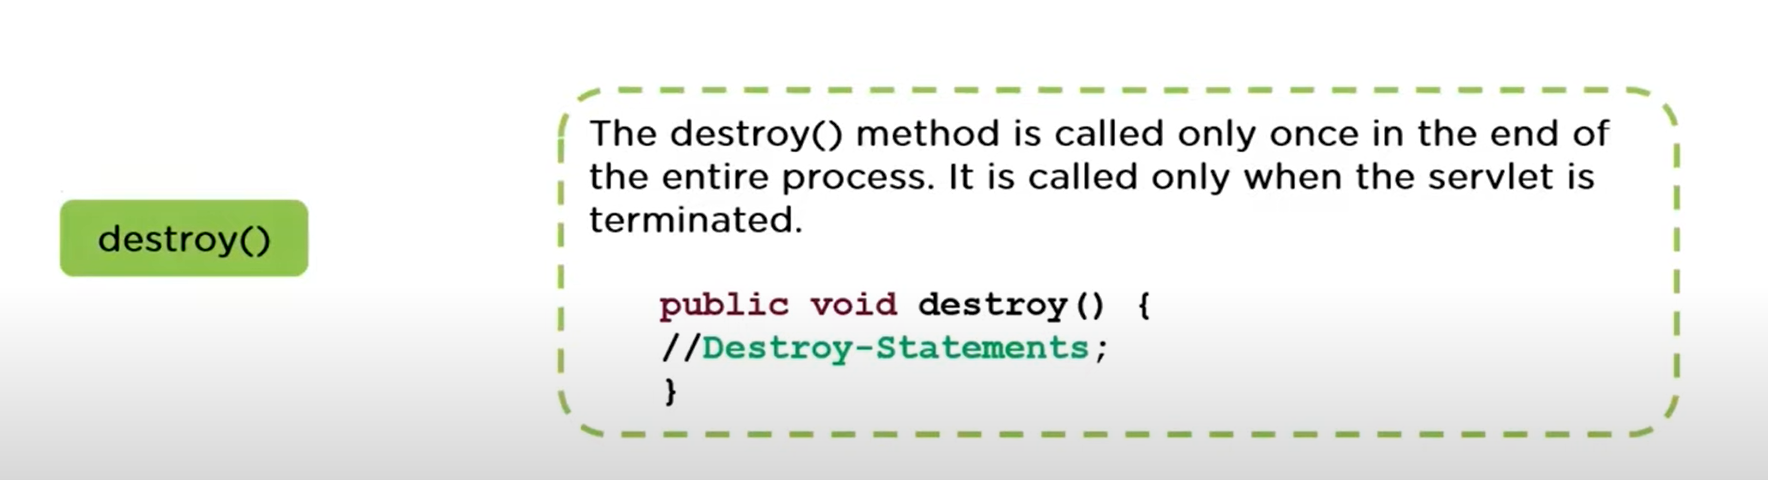 destroy()
The destroy() method is called only once in the end of
the entire process. It is called only when the servlet is
terminated.
public void destroy() {
//Destroy-Statements;
}